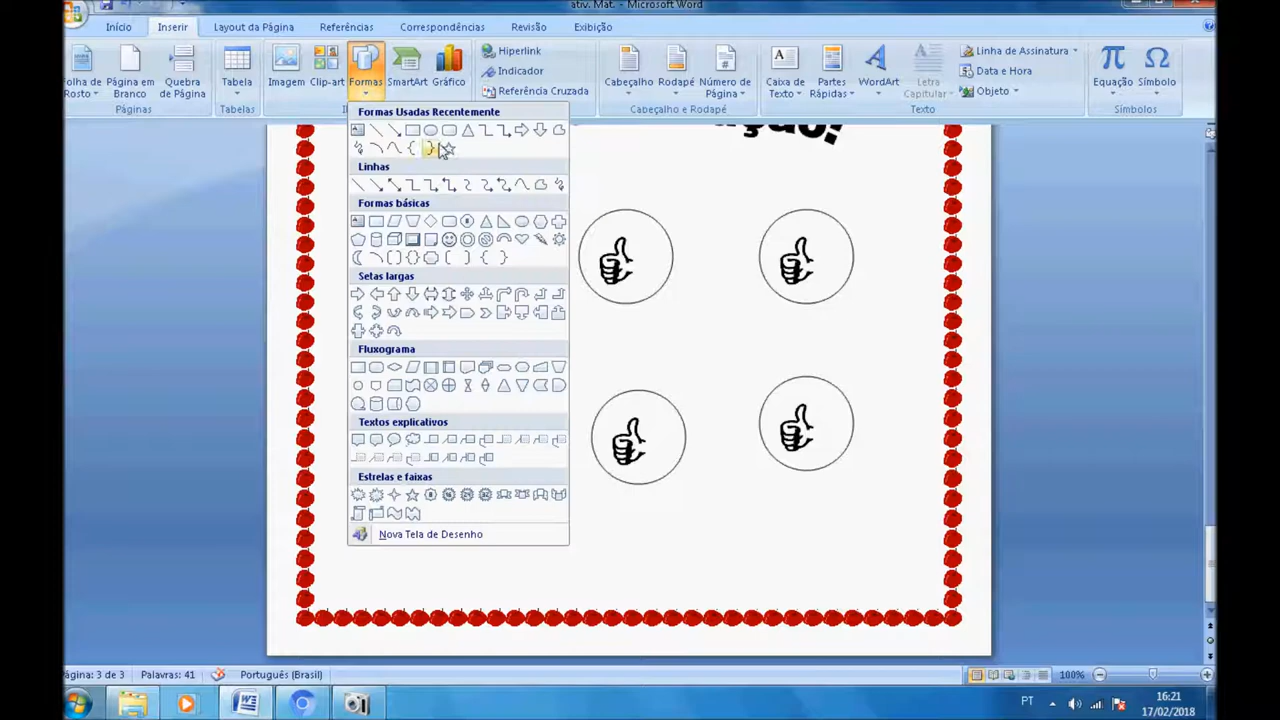 ativ. Mat. - Microsoft Word
Início
Inserir
Layout da Página
Referências
Correspondências
Revisão
Exibição
Folha de Rosto
Página em Branco
Quebra de Página
Páginas
Tabela
Tabelas
Imagem
Clip-art
Formas
SmartArt
Gráfico
Hiperlink
Indicador
Referência Cruzada
Cabeçalho
Rodapé
Número de Página
Cabeçalho e Rodapé
Caixa de Texto
Partes Rápidas
WordArt
Letra Capitular
Linha de Assinatura
Data e Hora
Objeto
Texto
Equação
Símbolo
Símbolos
Formas Usadas Recentemente
Linhas
Formas básicas
Setas largas
Fluxograma
Textos explicativos
Estrelas e faixas
Nova Tela de Desenho
ágina: 3 de 3
Palavras: 41
Português (Brasil)
100%
PT
16:21
17/02/2018